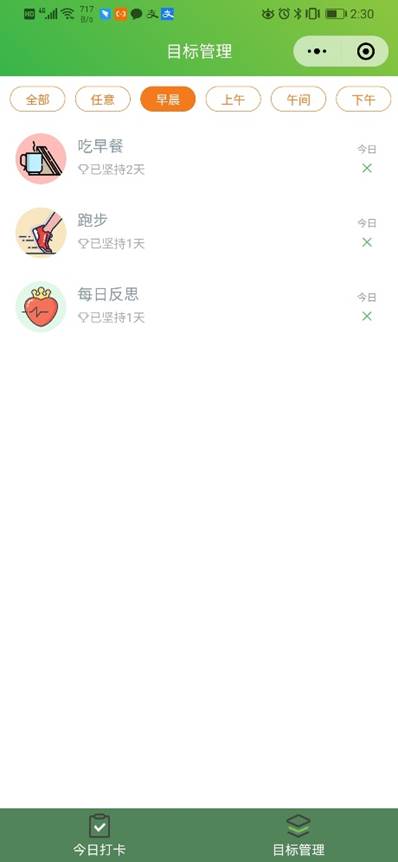 HD 4G 717 B/s 支 支 2:30
目标管理
全部 任意 早晨 上午 午间 下午
吃早餐 今日
已坚持2天
跑步 今日
已坚持1天
每日反思 今日
已坚持1天
今日打卡 目标管理